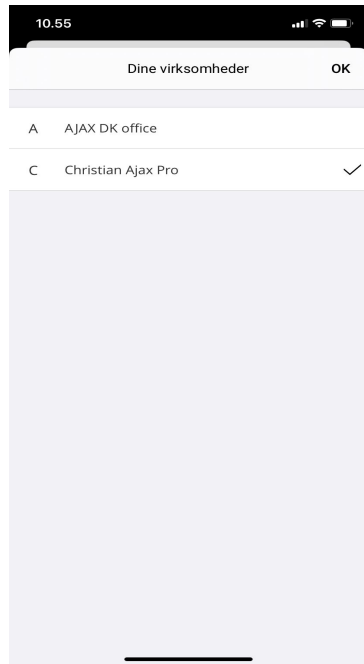 10.55
Dine virksomheder OK
A AJAX DK office
C Christian Ajax Pro